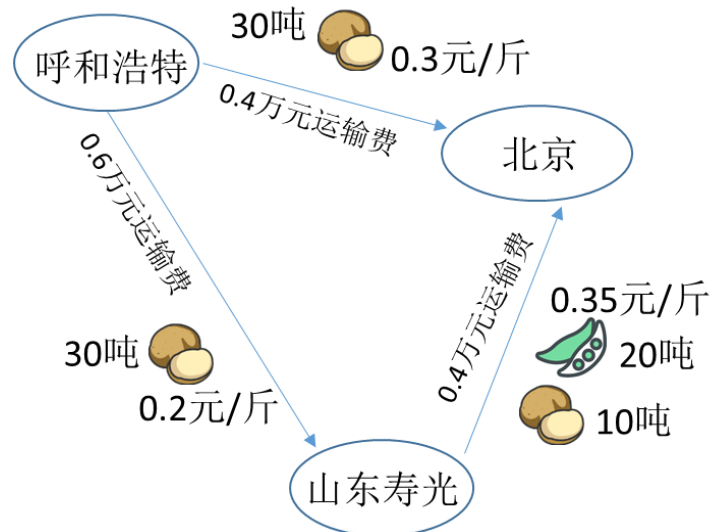 30吨
0.3元/斤
呼和浩特
0.4万元运输费
北京
0.6万元运输费
0.4万元运输费
0.35元/斤
20吨
30吨
0.2元/斤
10吨
山东寿光